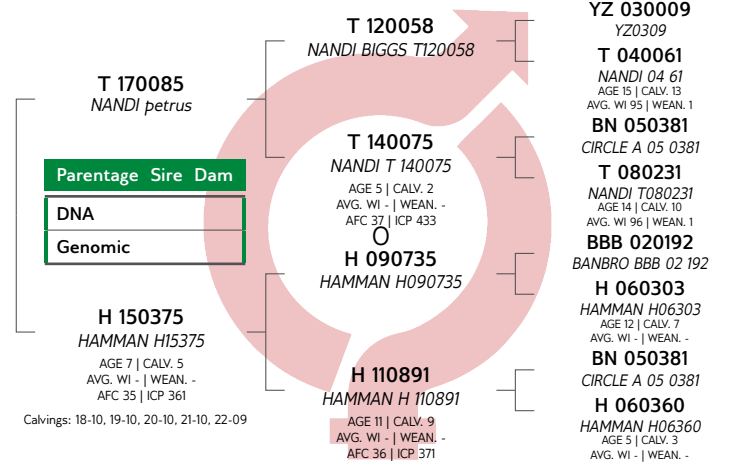 T 170085
NANDI petrus
Parentage Sire Dam
DNA
Genomic
H 150375
HAMMAN H15375
AGE 7 | CALV. 5
AVG. WI - | WEAN. -
AFC 35 | ICP 361
Calvings: 18-10, 19-10, 20-10, 21-10, 22-09
T 120058
NANDI BIGGS T120058
T 140075
NANDI T 140075
AGE 5 | CALV. 2
AVG. WI - | WEAN. -
AFC 37 | ICP 433
O
H 090735
HAMMAN H090735
H 110891
HAMMAN H 110891
AGE 11 | CALV. 9
AVG. WI - | WEAN. -
AFC 36 | ICP 371
YZ 030009
YZ0309
T 040061
NANDI 04 61
AGE 15 | CALV. 13
AVG. WI 95 | WEAN. 1
BN 050381
CIRCLE A 05 0381
T 080231
NANDI T080231
AGE 14 | CALV. 10
AVG. WI 96 | WEAN. 1
BBB 020192
BANBRO BBB 02 192
H 060303
HAMMAN H06303
AGE 12 | CALV. 7
AVG. WI - | WEAN. -
BN 050381
CIRCLE A 05 0381
H 060360
HAMMAN H06360
AGE 5 | CALV. 3
AVG. WI - | WEAN. -